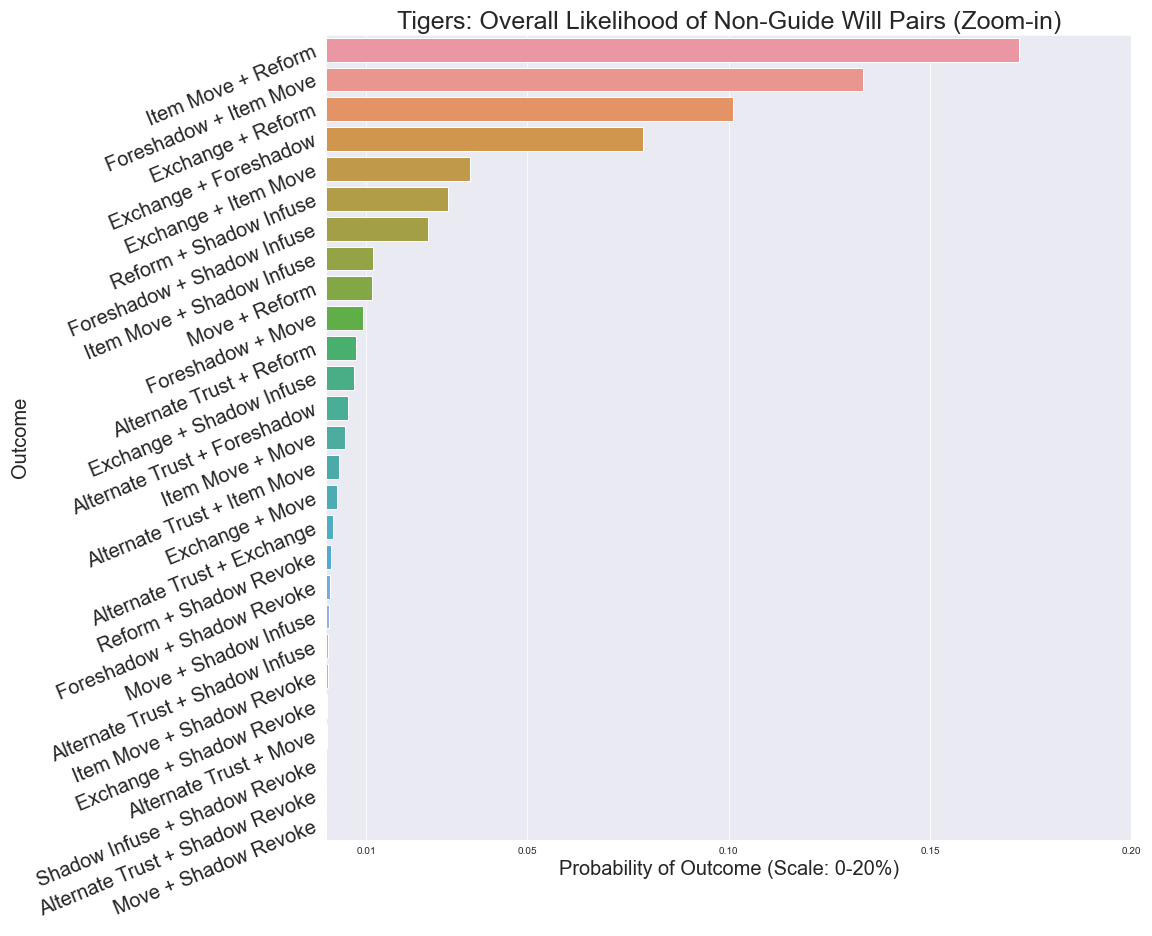 Tigers: Overall Likelihood of Non-Guide Will Pairs (Zoom-in)
Item Move + Reform
Foreshadow + Item Move
Exchange + Reform
Exchange + Foreshadow
Exchange + Item Move
Reform + Shadow Infuse
Foreshadow + Shadow Infuse
Item Move + Shadow Infuse
Move + Reform
Foreshadow + Move
Alternate Trust + Reform
Exchange + Shadow Infuse
Alternate Trust + Foreshadow
Item Move + Move
Alternate Trust + Item Move
Exchange + Move
Alternate Trust + Exchange
Reform + Shadow Revoke
Foreshadow + Shadow Revoke
Move + Shadow Infuse
Alternate Trust + Shadow Infuse
Item Move + Shadow Revoke
Exchange + Shadow Revoke
Alternate Trust + Move
Shadow Infuse + Shadow Revoke
Alternate Trust + Shadow Revoke
Move + Shadow Revoke
Outcome
0.01 0.05 0.10 0.15 0.20
Probability of Outcome (Scale: 0-20%)